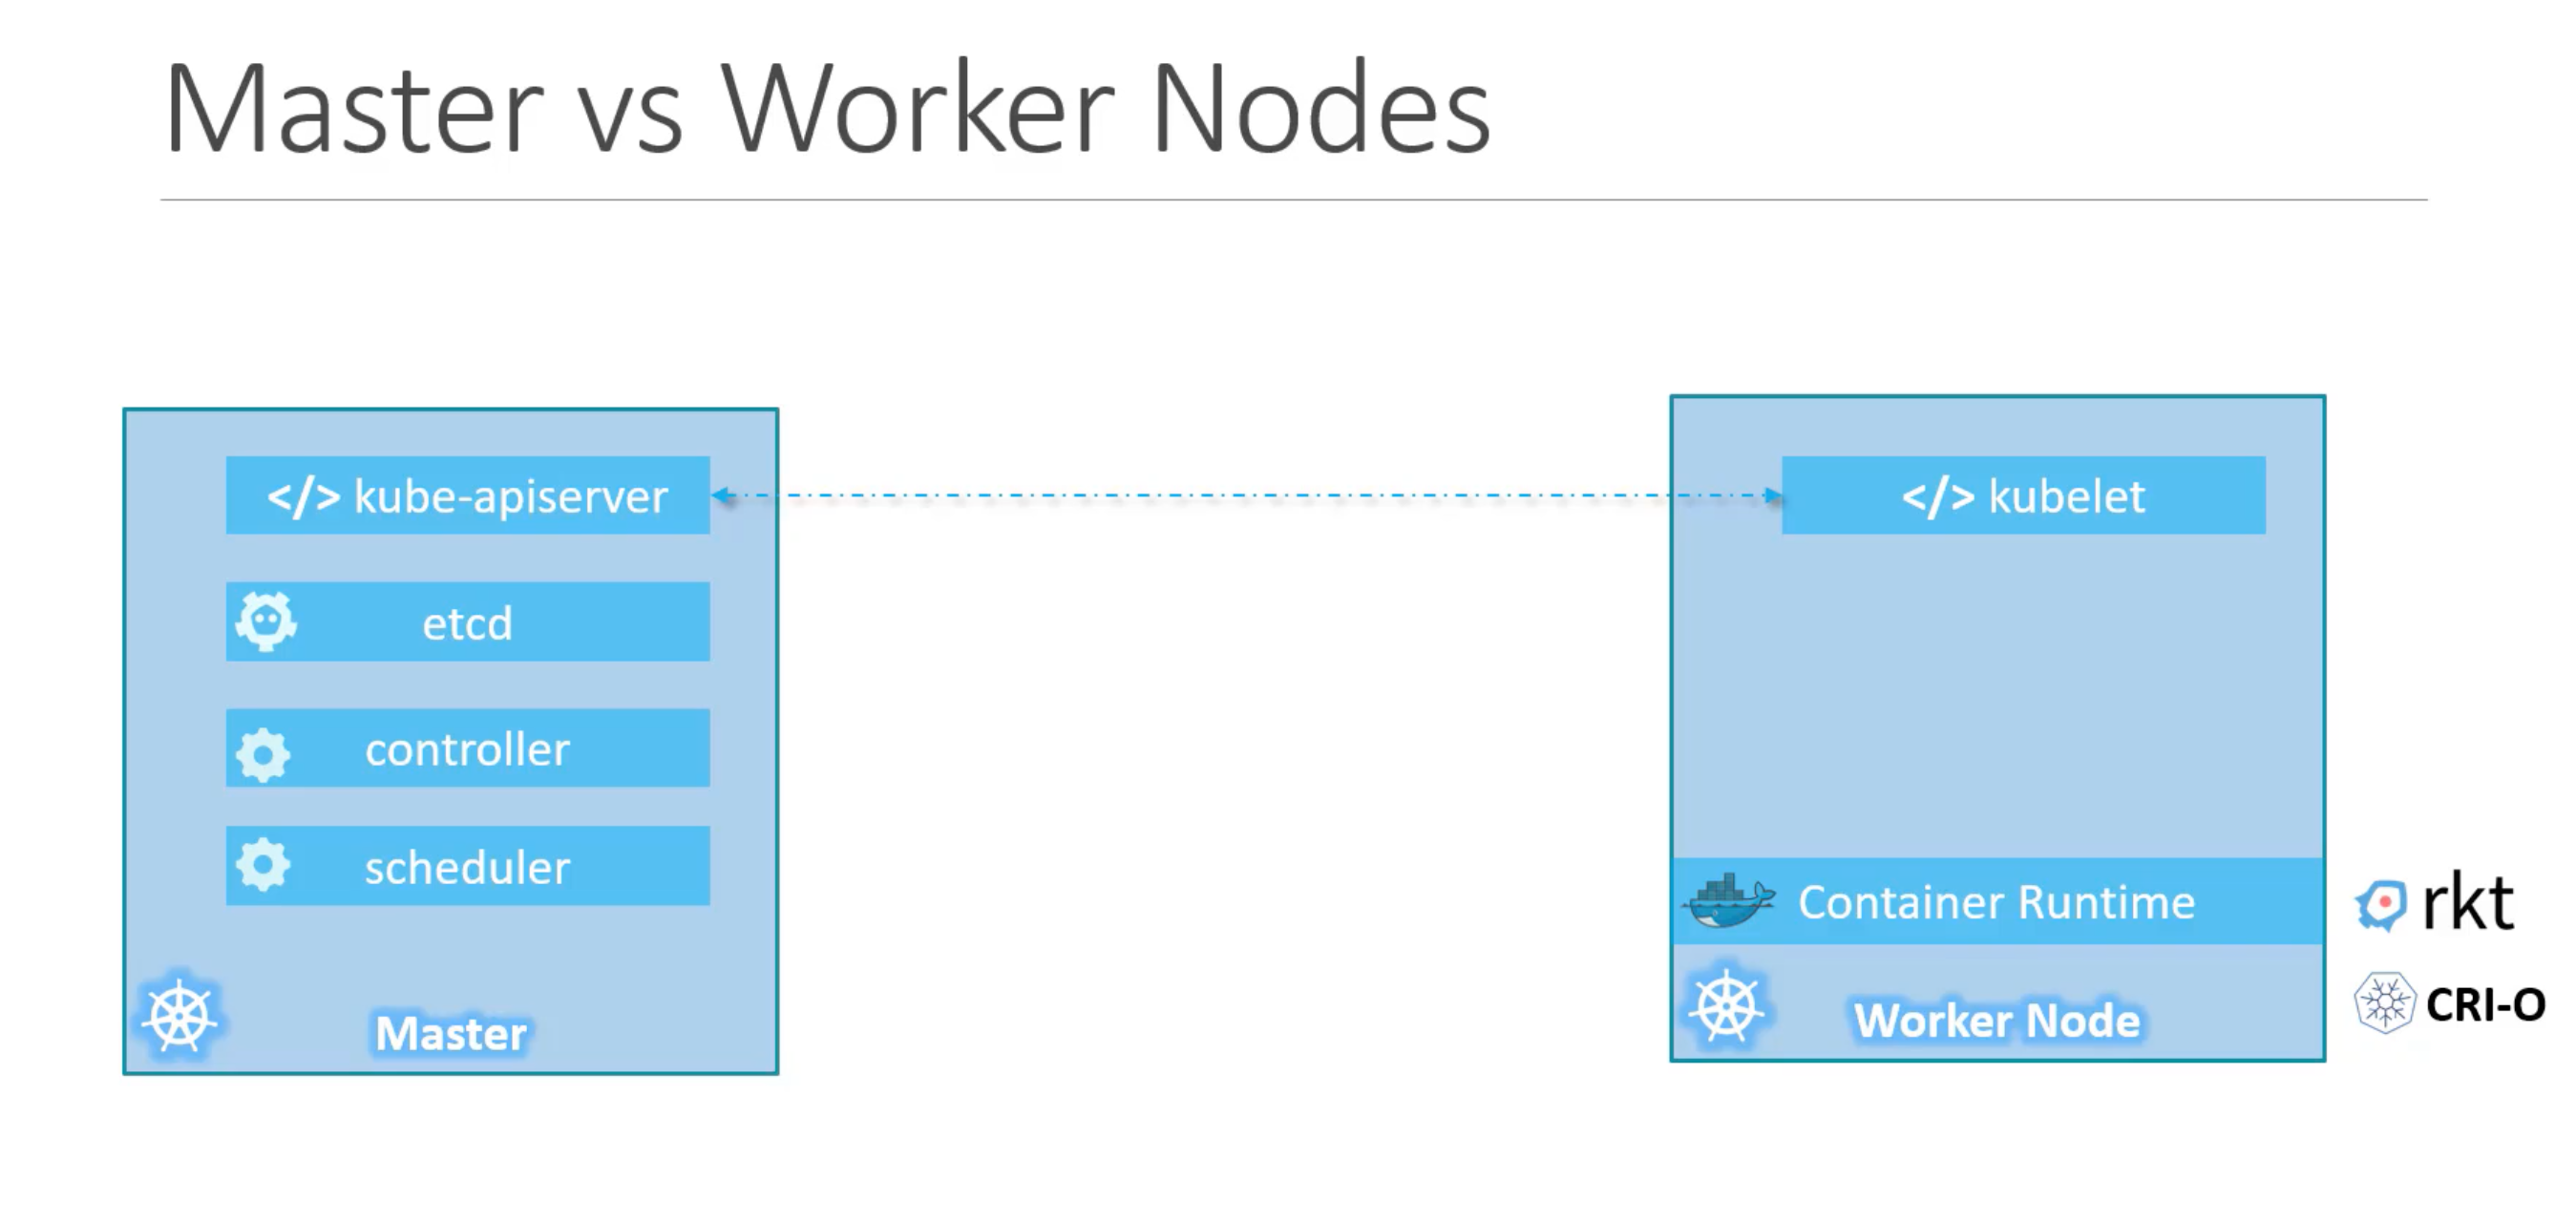 Master vs Worker Nodes
</> kube-apiserver
etcd
controller
scheduler
Master
</> kubelet
Container Runtime
Worker Node
rkt
CRI-O